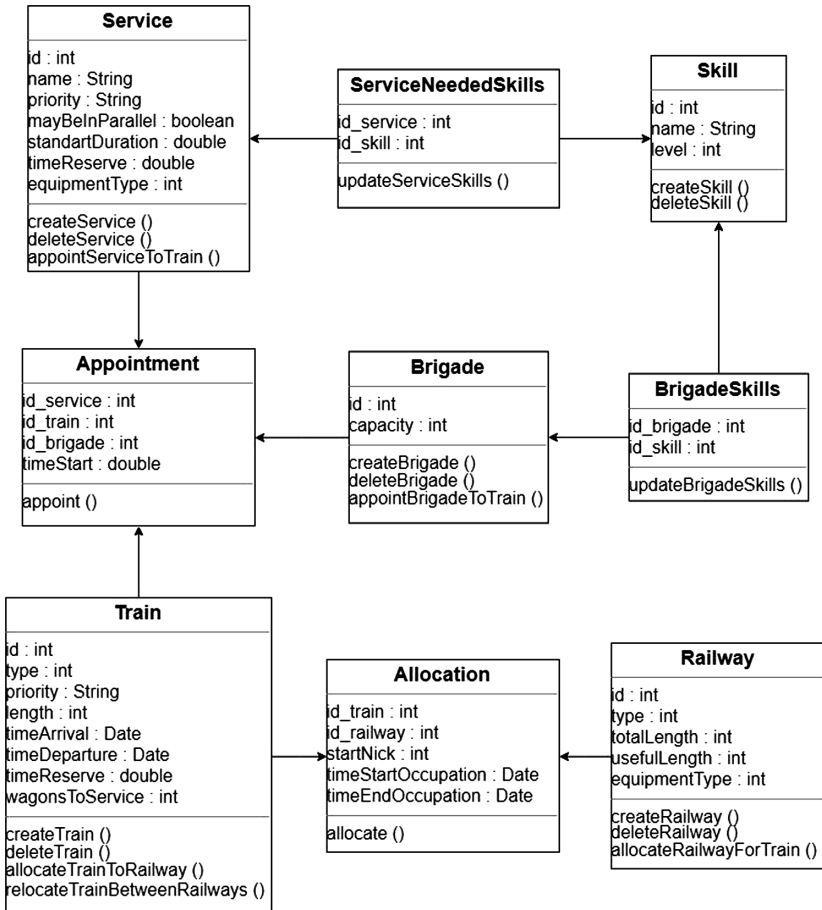 Service
id : int
name : String
priority : String
mayBeInParallel : boolean
standartDuration : double
timeReserve : double
equipmentType : int
createService ()
deleteService ()
appointServiceToTrain ()
ServiceNeededSkills
id_service : int
id_skill : int
updateServiceSkills ()
Skill
id : int
name : String
level : int
createSkill ()
deleteSkill ()
Appointment
id_service : int
id_train : int
id_brigade : int
timeStart : double
appoint ()
Brigade
id : int
capacity : int
createBrigade ()
deleteBrigade ()
appointBrigadeToTrain ()
BrigadeSkills
id_brigade : int
id_skill : int
updateBrigadeSkills ()
Train
id : int
type : int
priority : String
length : int
timeArrival : Date
timeDeparture : Date
timeReserve : double
wagonsToService : int
createTrain ()
deleteTrain ()
allocateTrainToRailway ()
relocateTrainBetweenRailways ()
Allocation
id_train : int
id_railway : int
startNick : int
timeStartOccupation : Date
timeEndOccupation : Date
allocate ()
Railway
id : int
type : int
totalLength : int
usefulLength : int
equipmentType : int
createRailway ()
deleteRailway ()
allocateRailwayForTrain ()